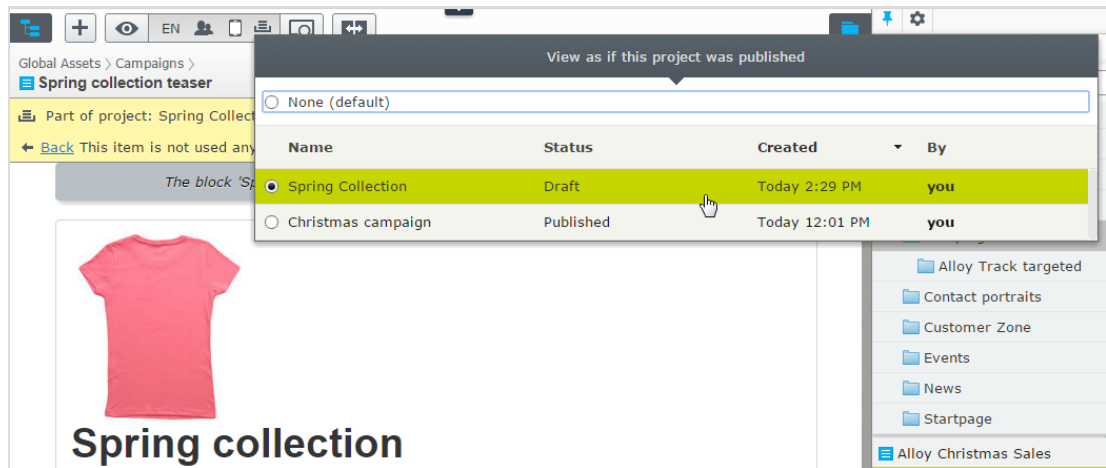 EN
View as if this project was published
Global Assets > Campaigns >
Spring collection teaser
None (default)
Part of project: Spring Collect
Back This item is not used any
Name Status Created By
The block 'Sp
Spring Collection Draft Today 2:29 PM you
Christmas campaign Published Today 12:01 PM you
Alloy Track targeted
Contact portraits
Customer Zone
Events
News
Startpage
Spring collection
Alloy Christmas Sales